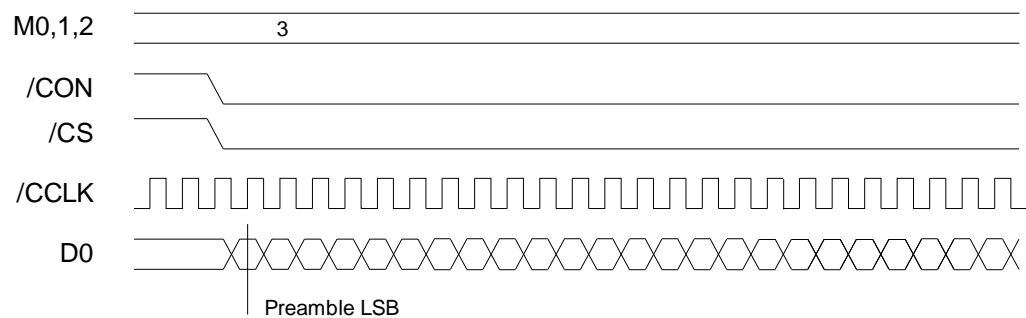 M0,1,2
3
/CON
/CS
/CCLK
D0
Preamble LSB